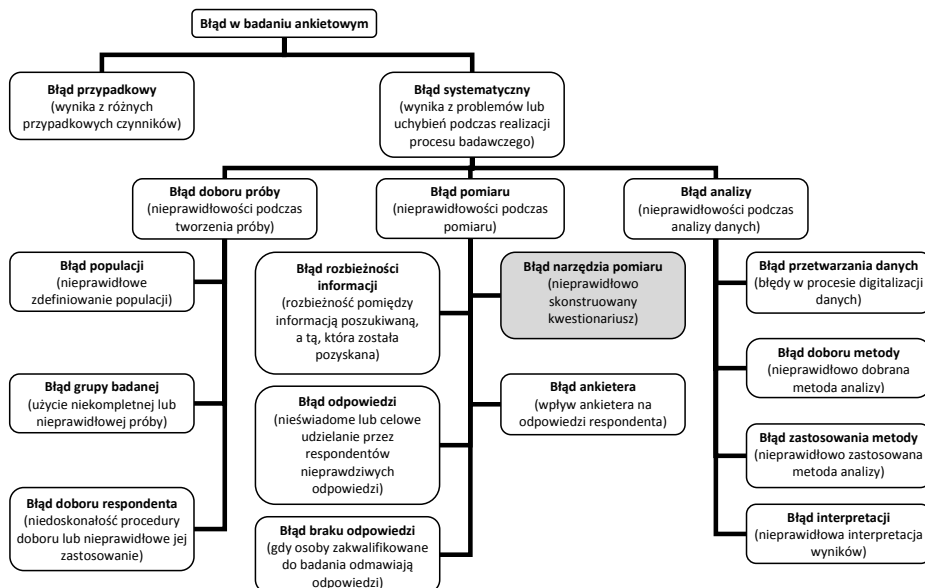 Błąd w badaniu ankietowym
Błąd przypadkowy
(wynika z różnych
przypadkowych czynników)
Błąd systematyczny
(wynika z problemów lub
uchybień podczas realizacji
procesu badawczego)
Błąd doboru próby
(nieprawidłowości podczas
tworzenia próby)
Błąd pomiaru
(nieprawidłowości podczas
pomiaru)
Błąd analizy
(nieprawidłowości podczas
analizy danych)
Błąd populacji
(nieprawidłowe
zdefiniowanie populacji)
Błąd grupy badanej
(użycie niekompletnej lub
nieprawidłowej próby)
Błąd doboru respondenta
(niedoskonałość procedury
doboru lub nieprawidłowe jej
zastosowanie)
Błąd rozbieżności
informacji
(rozbieżność pomiędzy
informacją poszukiwaną,
a tą, która została
pozyskana)
Błąd odpowiedzi
(nieświadome lub celowe
udzielanie przez
respondentów
nieprawdziwych
odpowiedzi)
Błąd braku odpowiedzi
(gdy osoby zakwalifikowane
do badania odmawiają
odpowiedzi)
Błąd narzędzia pomiaru
(nieprawidłowo
skonstruowany
kwestionariusz)
Błąd ankietera
(wpływ ankietera na
odpowiedzi respondenta)
Błąd przetwarzania danych
(błędy w procesie digitalizacji
danych)
Błąd doboru metody
(nieprawidłowo dobrana
metoda analizy)
Błąd zastosowania metody
(nieprawidłowo zastosowana
metoda analizy)
Błąd interpretacji
(nieprawidłowa interpretacja
wyników)